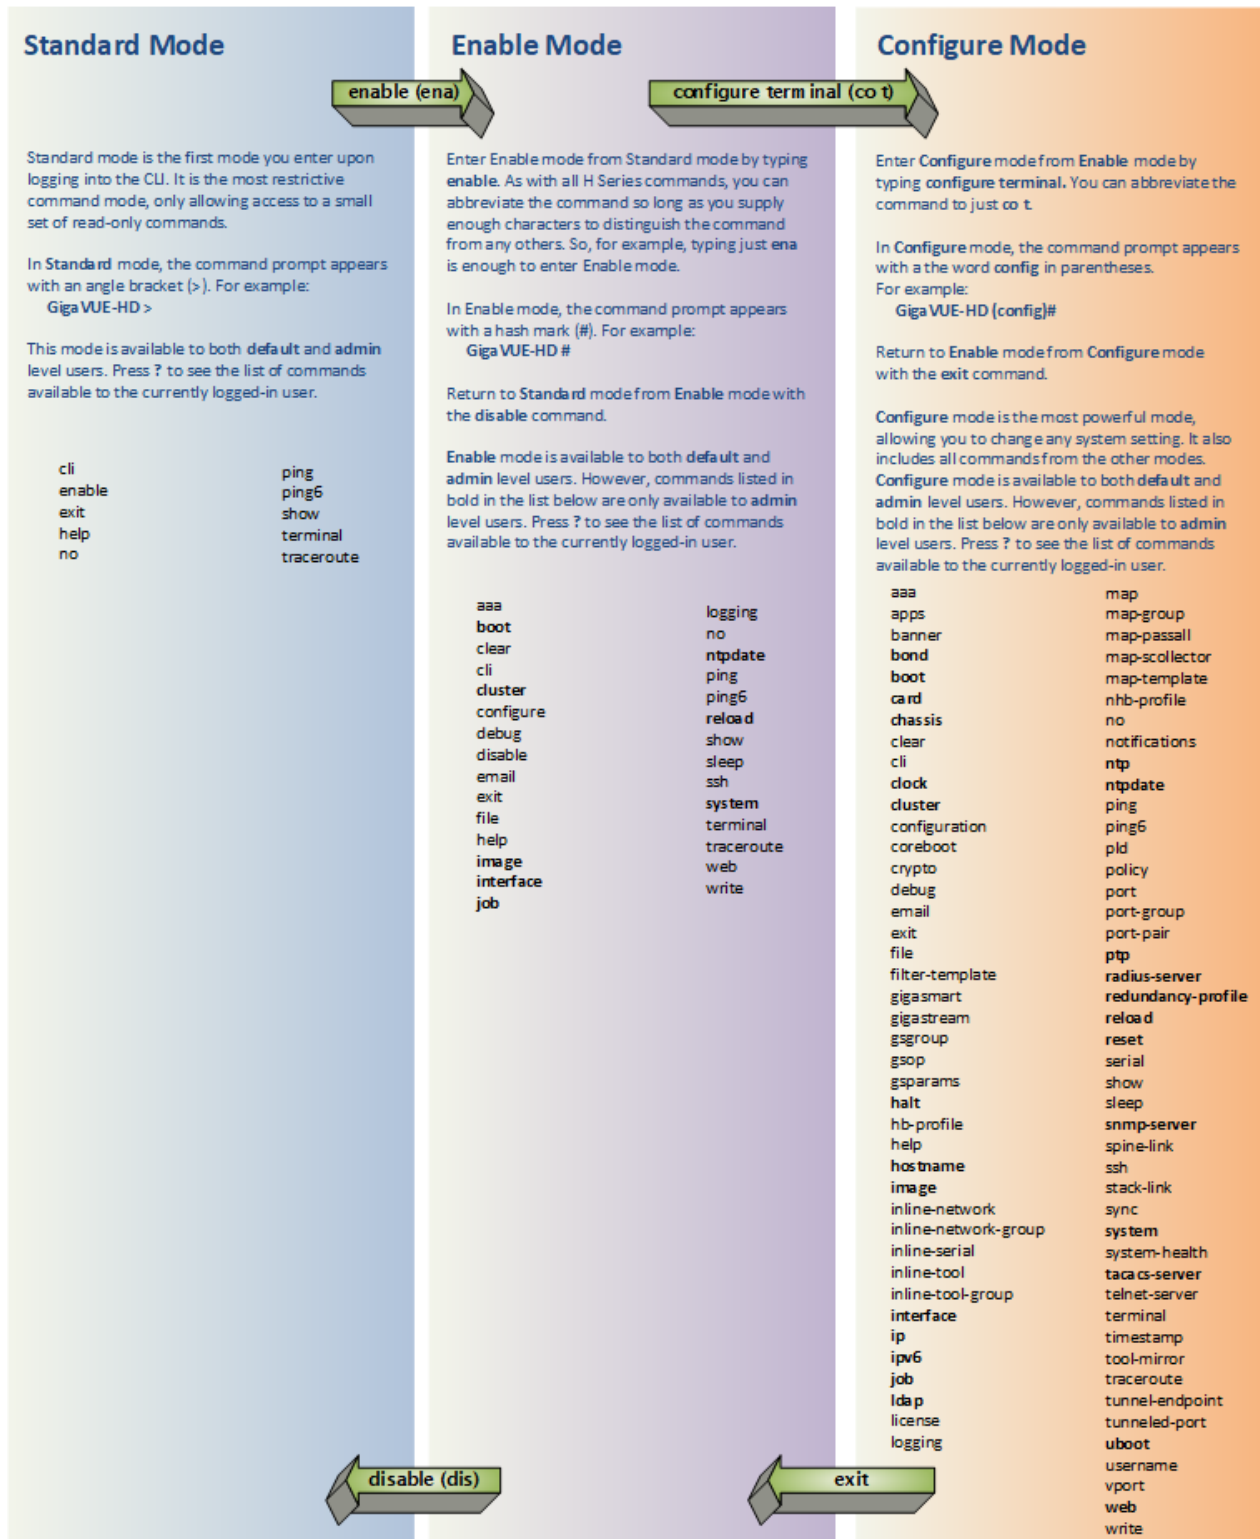 Standard Mode
enable (ena)
Standard mode is the first mode you enter upon
logging into the CLI. It is the most restrictive
command mode, only allowing access to a small
set of read-only commands.
In Standard mode, the command prompt appears
with an angle bracket (>). For example:
GigaVUE-HD >
This mode is available to both default and admin
level users. Press ? to see the list of commands
available to the currently logged-in user.
cli
enable
exit
help
no
ping
ping6
show
terminal
traceroute
Enable Mode
configure terminal (co t)
Enter Enable mode from Standard mode by typing
enable. As with all H Series commands, you can
abbreviate the command so long as you supply
enough characters to distinguish the command
from any others. So, for example, typing just ena
is enough to enter Enable mode.
In Enable mode, the command prompt appears
with a hash mark (#). For example:
GigaVUE-HD #
Return to Standard mode from Enable mode with
the disable command.
Enable mode is available to both default and
admin level users. However, commands listed in
bold in the list below are only available to admin
level users. Press ? to see the list of commands
available to the currently logged-in user.
aaa
boot
clear
cli
cluster
configure
debug
disable
email
exit
file
help
image
interface
job
logging
no
ntpdate
ping
ping6
reload
show
sleep
ssh
system
terminal
traceroute
web
write
disable (dis)
Configure Mode
Enter Configure mode from Enable mode by
typing configure terminal. You can abbreviate the
command to just co t.
In Configure mode, the command prompt appears
with a the word config in parentheses.
For example:
GigaVUE-HD (config)#
Return to Enable mode from Configure mode
with the exit command.
Configure mode is the most powerful mode,
allowing you to change any system setting. It also
includes all commands from the other modes.
Configure mode is available to both default and
admin level users. However, commands listed in
bold in the list below are only available to admin
level users. Press ? to see the list of commands
available to the currently logged-in user.
aaa
apps
banner
bond
boot
card
chassis
clear
cli
clock
cluster
configuration
coreboot
crypto
debug
email
exit
file
filter-template
gigasmart
gigastream
gsgroup
gsop
gsparams
halt
hb-profile
help
hostname
image
inline-network
inline-network-group
inline-serial
inline-tool
inline-tool-group
interface
ip
ipv6
job
ldap
license
logging
map
map-group
map-passall
map-scollector
map-template
nhb-profile
no
notifications
ntp
ntpdate
ping
ping6
pld
policy
port
port-group
port-pair
ptp
radius-server
redundancy-profile
reload
reset
serial
show
sleep
snmp-server
spine-link
ssh
stack-link
sync
system
system-health
tacacs-server
telnet-server
terminal
timestamp
tool-mirror
traceroute
tunnel-endpoint
tunneled-port
uboot
username
vport
web
write
exit